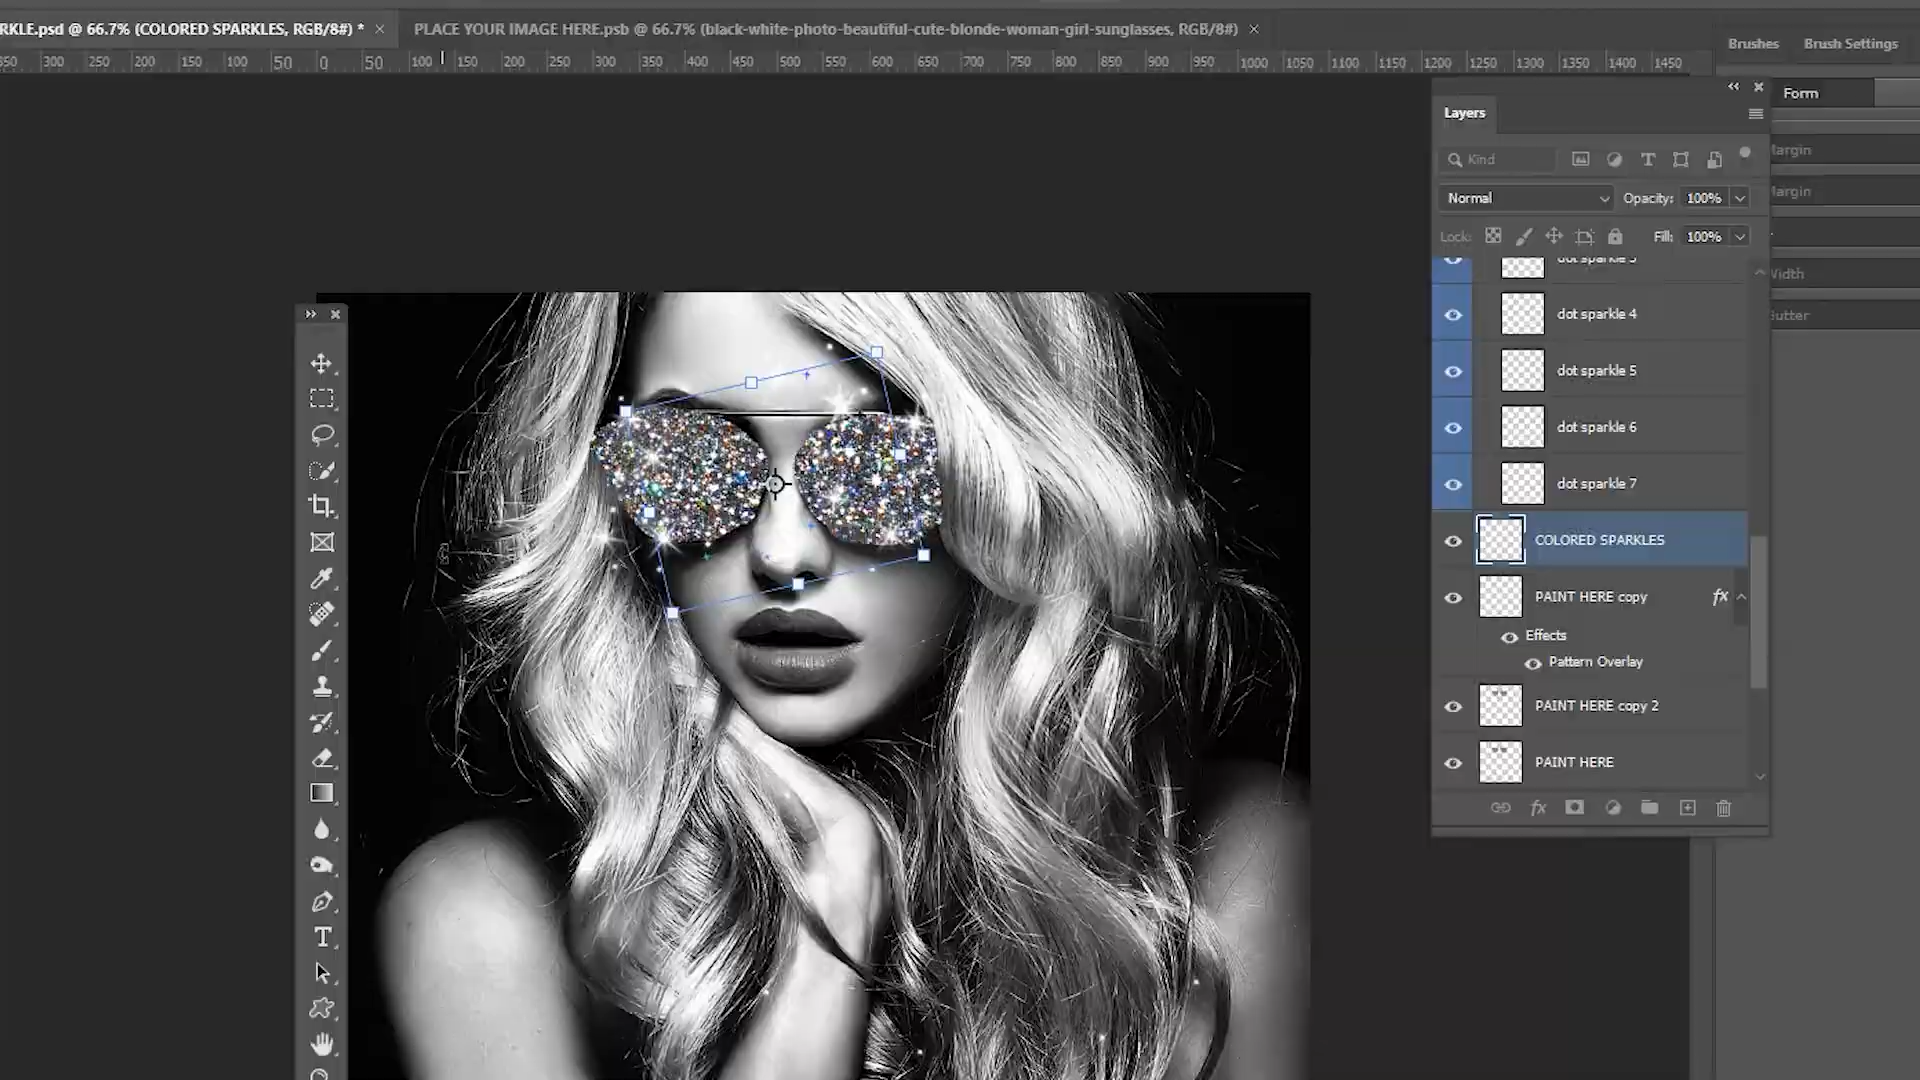 RKLE.psd @ 66.7% (COLORED SPARKLES, RGB/8#) *
PLACE YOUR IMAGE HERE.psb @ 66.7% (black-white-photo-beautiful-cute-blonde-woman-girl-sunglasses, RGB/8#)
350 300 250 200 150 100 50 0 50 100 150 200 250 300 350 400 450 500 550 600 650 700 750 800 850 900 950 1000 1050 1100 1150 1200 1250 1300 1350 1400 1450
Brushes
Brush Settings
Form
Layers
Kind
Normal
Opacity: 100%
Lock:
Fill: 100%
Width
dot sparkle 4
dot sparkle 5
dot sparkle 6
dot sparkle 7
COLORED SPARKLES
PAINT HERE copy
fx
Effects
Pattern Overlay
PAINT HERE copy 2
PAINT HERE
fx